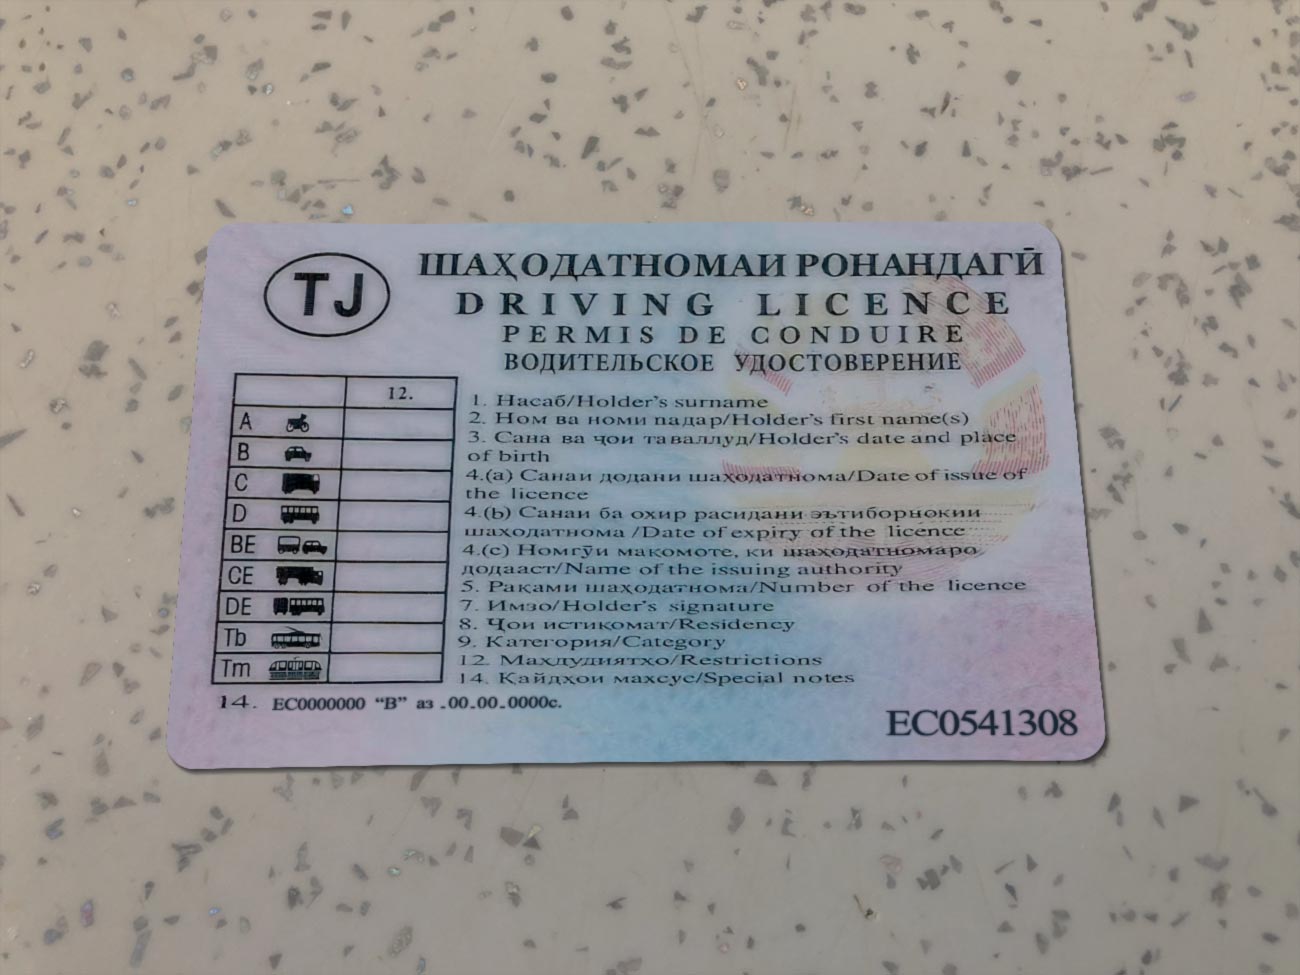 TJ
ШАҲОДАТНОМАИ РОНАНДАГӢ
DRIVING LICENCE
PERMIS DE CONDUIRE
ВОДИТЕЛЬСКОЕ УДОСТОВЕРЕНИЕ
12.
A
B
C
D
BE
CE
DE
Tb
Tm
1. Насаб/Holder's surname
2. Ном ва номи падар/Holder's first name(s)
3. Сана ва ҷои таваллуд/Holder's date and place
of birth
4.(a) Санаи додани шаҳодатнома/Date of issue of
the licence
4.(b) Санаи ба охир расидани эътиборнокии
шаҳодатнома /Date of expiry of the licence
4.(c) Номгӯи макомоте, ки шаҳодатномаро
додааст/Name of the issuing authority
5. Раками шаҳодатнома/Number of the licence
7. Имзо/Holder's signature
8. Ҷои истиқомат/Residency
9. Категория/Category
12. Маҳдудиятҳо/Restrictions
14. Қайдҳои махсус/Special notes
14. EC0000000 “B” аз .00.00.0000с.
EC0541308